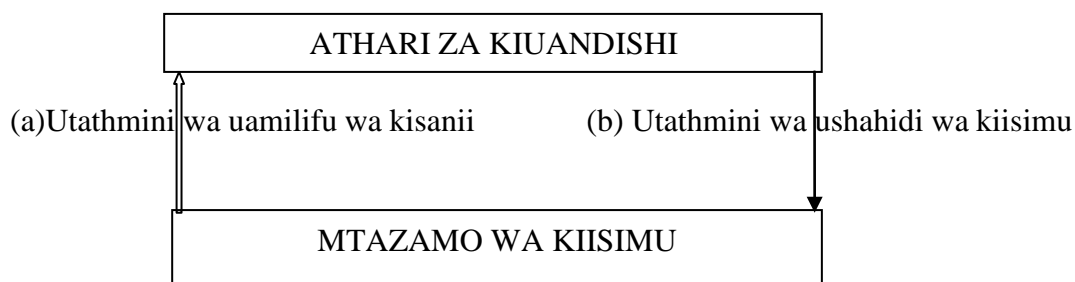 ATHARI ZA KIUANDISHI
(a)Utathmini wa uamilifu wa kisanii (b) Utathmini wa ushahidi wa kiisimu
MTAZAMO WA KIISIMU